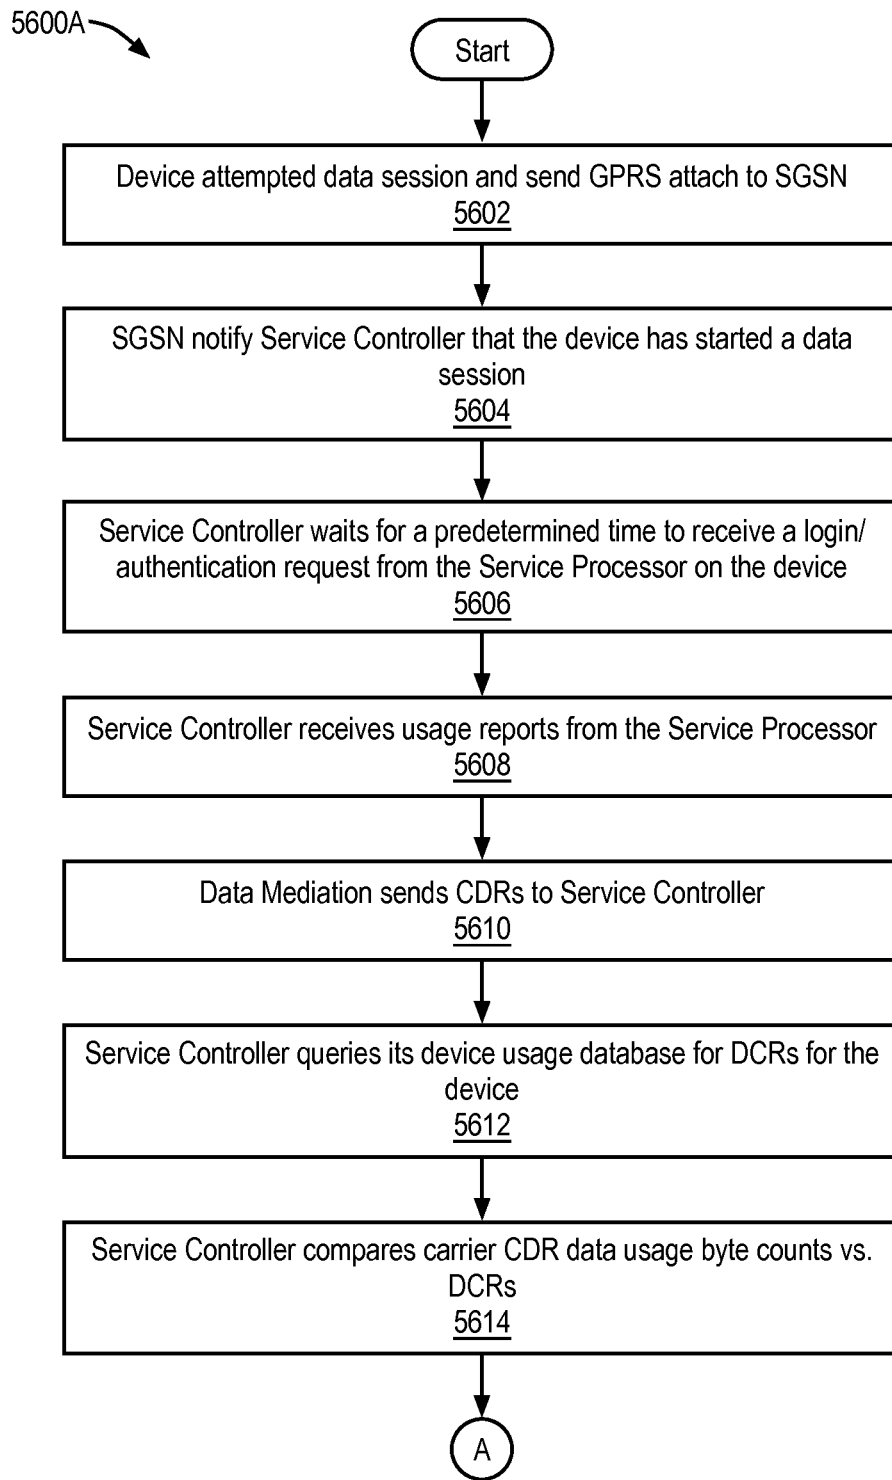 5600A
Start
Device attempted data session and send GPRS attach to SGSN
5602
SGSN notify Service Controller that the device has started a data
session
5604
Service Controller waits for a predetermined time to receive a login/
authentication request from the Service Processor on the device
5606
Service Controller receives usage reports from the Service Processor
5608
Data Mediation sends CDRs to Service Controller
5610
Service Controller queries its device usage database for DCRs for the
device
5612
Service Controller compares carrier CDR data usage byte counts vs.
DCRs
5614
A